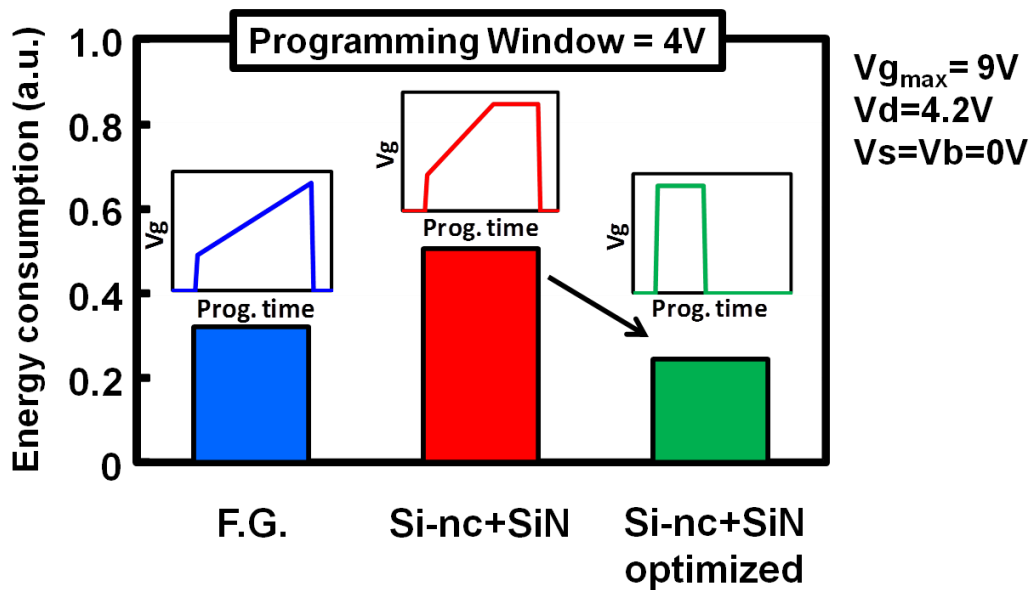 Programming Window = 4V
Energy consumption (a.u.)
1.0
0.8
0.6
0.4
0.2
0
Vg
Prog. time
Vg
Prog. time
Vg
Prog. time
F.G.
Si-nc+SiN
Si-nc+SiN
optimized
Vgmax= 9V
Vd=4.2V
Vs=Vb=0V